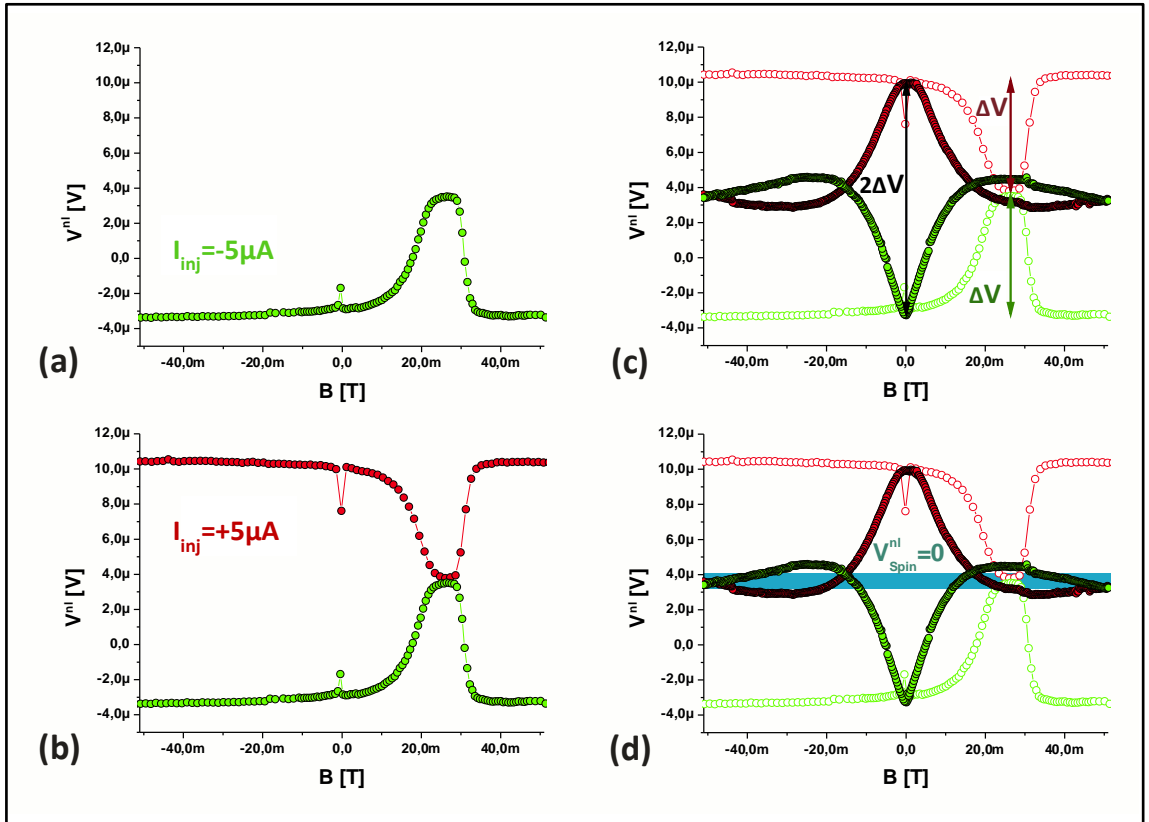 12,0µ
10,0µ
8,0µ
6,0µ
4,0µ
2,0µ
0,0
-2,0µ
-4,0µ
Vnl [V]
Iinj=-5µA
-40,0m -20,0m 0,0 20,0m 40,0m
B [T]
(a)
12,0µ
10,0µ
8,0µ
6,0µ
4,0µ
2,0µ
0,0
-2,0µ
-4,0µ
Vnl [V]
ΔV
2ΔV
ΔV
-40,0m -20,0m 0,0 20,0m 40,0m
B [T]
(c)
12,0µ
10,0µ
8,0µ
6,0µ
4,0µ
2,0µ
0,0
-2,0µ
-4,0µ
Vnl [V]
Iinj=+5µA
-40,0m -20,0m 0,0 20,0m 40,0m
B [T]
(b)
12,0µ
10,0µ
8,0µ
6,0µ
4,0µ
2,0µ
0,0
-2,0µ
-4,0µ
Vnl [V]
VnlSpin=0
-40,0m -20,0m 0,0 20,0m 40,0m
B [T]
(d)